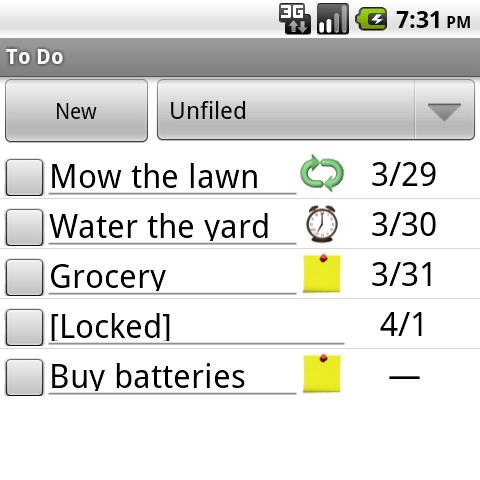 3G 7:31 PM
To Do
New Unfiled
Mow the lawn 3/29
Water the yard 3/30
Grocery 3/31
[Locked] 4/1
Buy batteries —